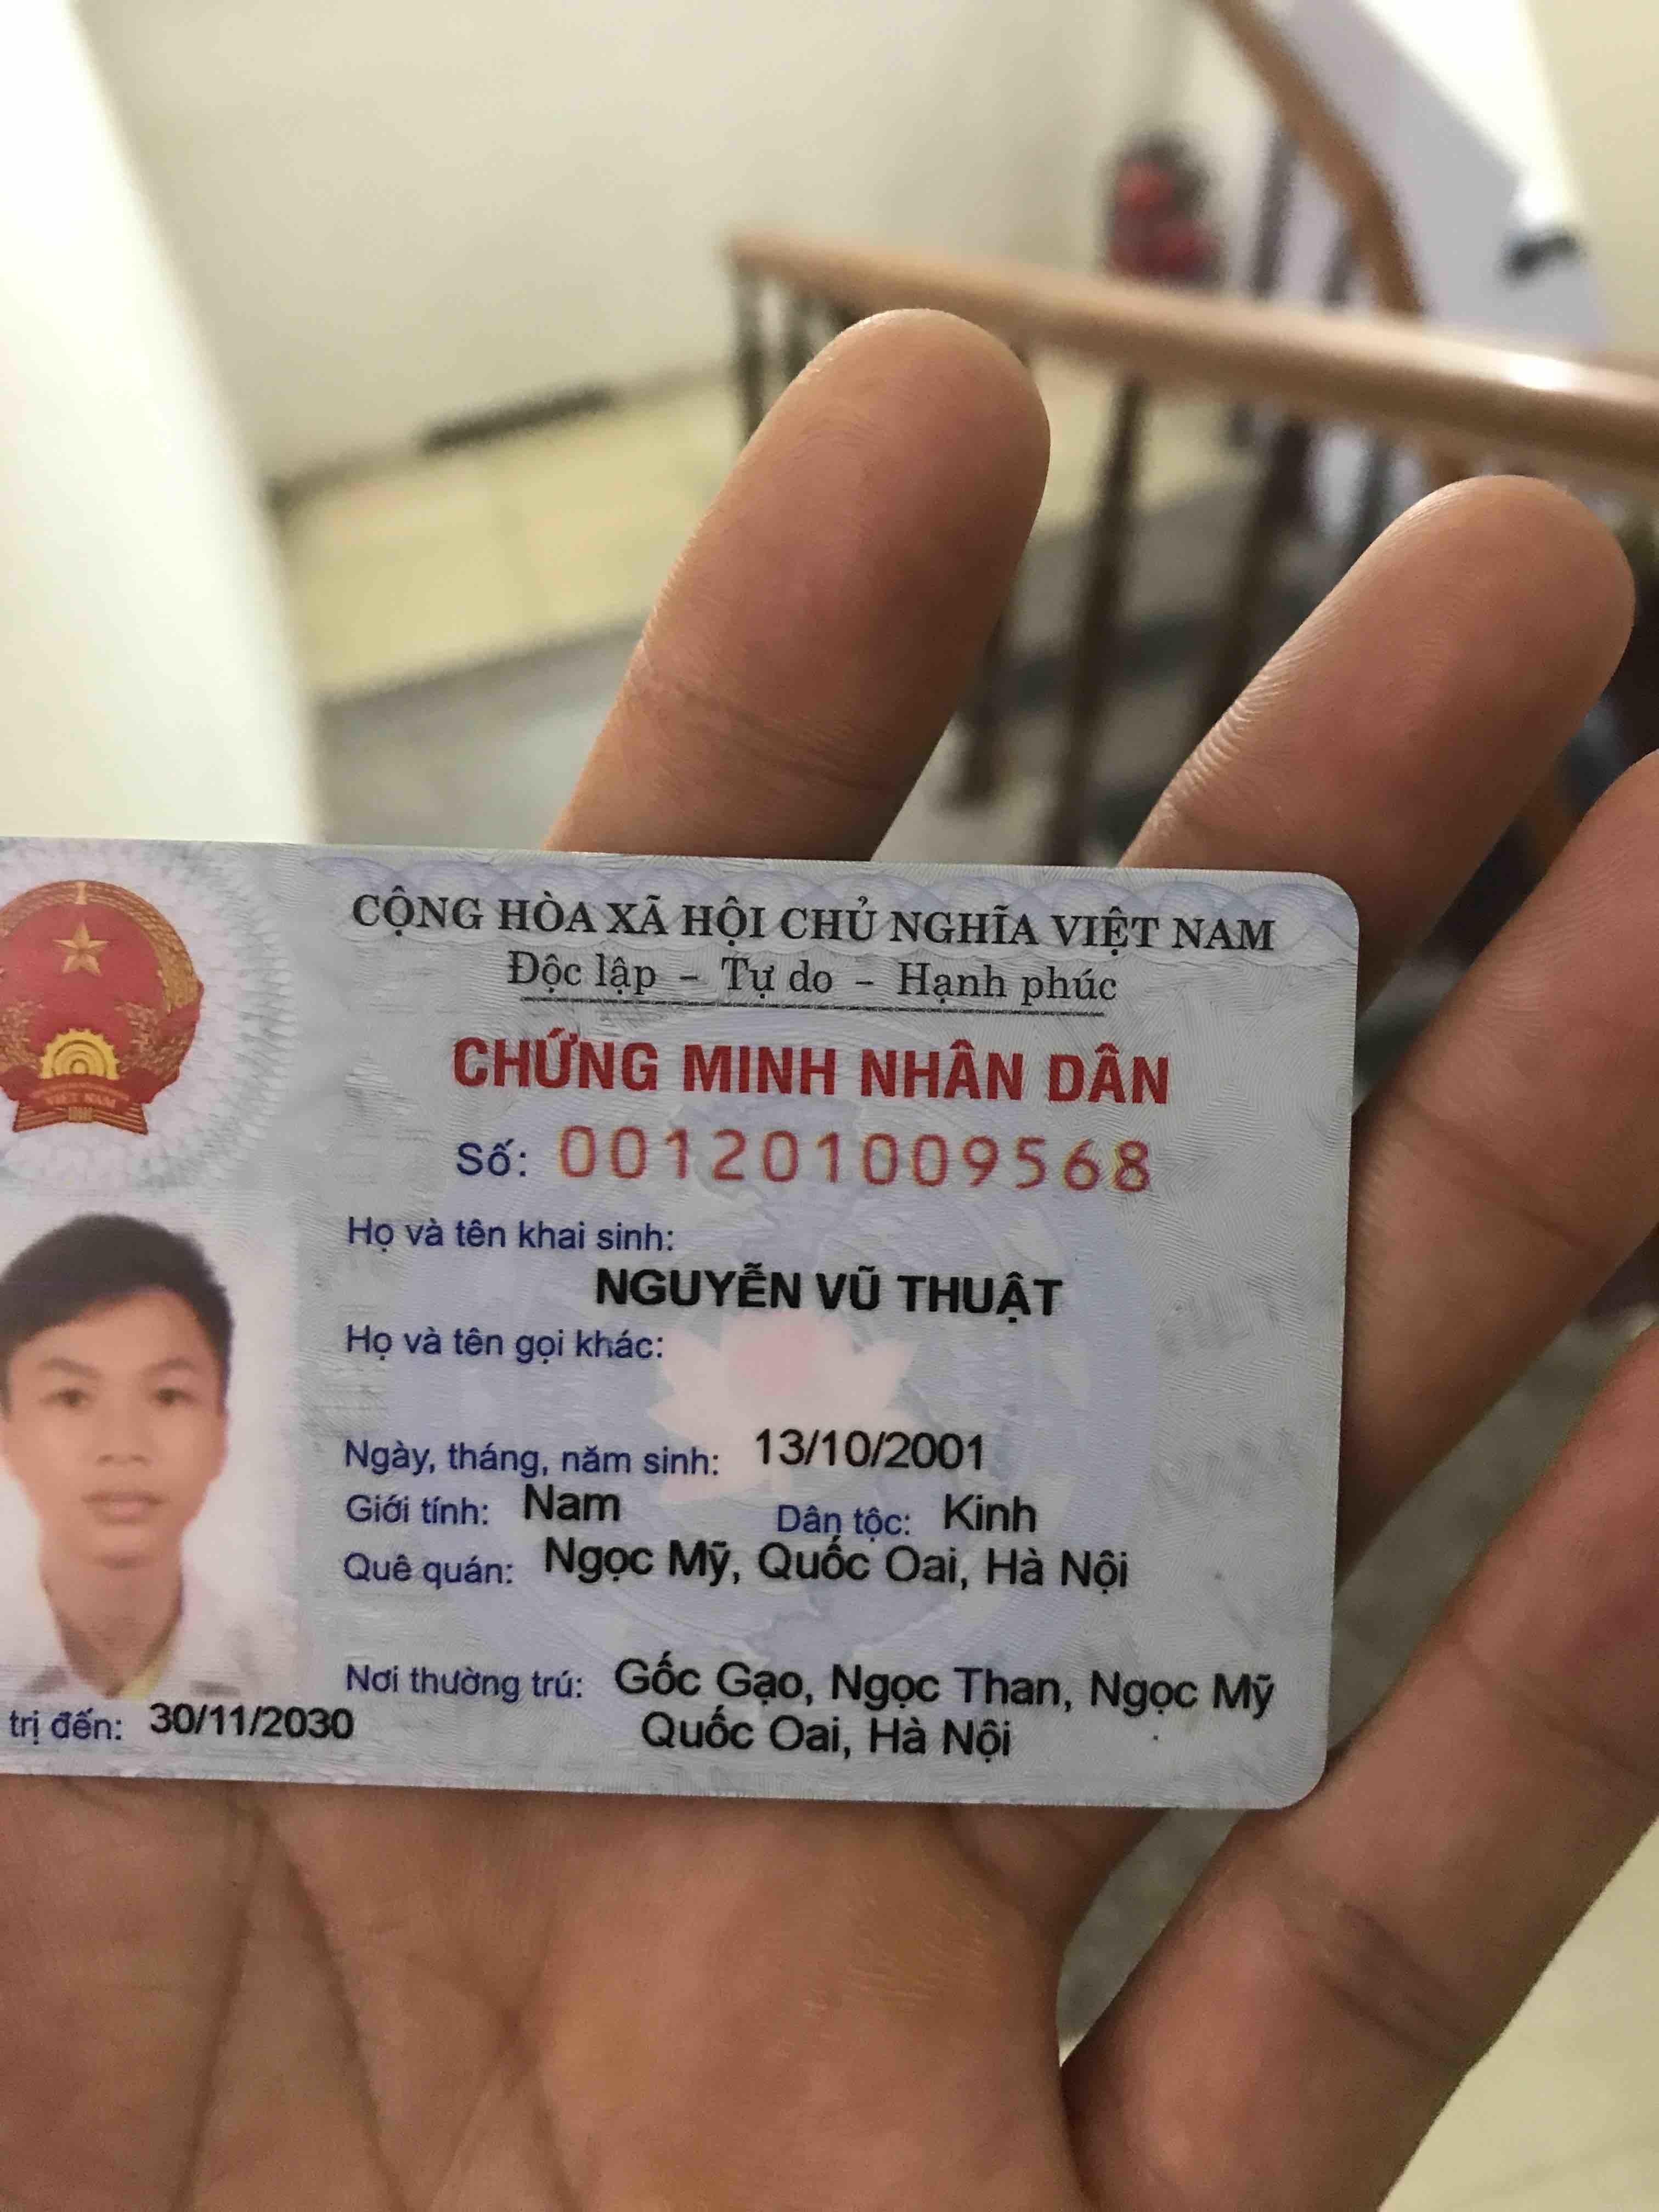 CỘNG HÒA XÃ HỘI CHỦ NGHĨA VIỆT NAM
Độc lập – Tự do – Hạnh phúc
CHỨNG MINH NHÂN DÂN
Số: 001201009568
Họ và tên khai sinh:
NGUYỄN VŨ THUẬT
Họ và tên gọi khác:
Ngày, tháng, năm sinh: 13/10/2001
Giới tính: Nam Dân tộc: Kinh
Quê quán: Ngọc Mỹ, Quốc Oai, Hà Nội
Nơi thường trú: Gốc Gạo, Ngọc Than, Ngọc Mỹ
Quốc Oai, Hà Nội
trị đến: 30/11/2030
VIỆT NAM